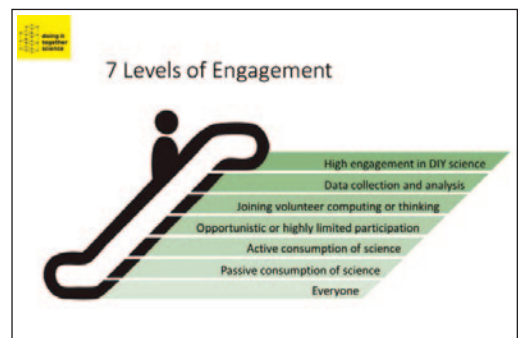 doing it
together
science
7 Levels of Engagement
High engagement in DIY science
Data collection and analysis
Joining volunteer computing or thinking
Opportunistic or highly limited participation
Active consumption of science
Passive consumption of science
Everyone